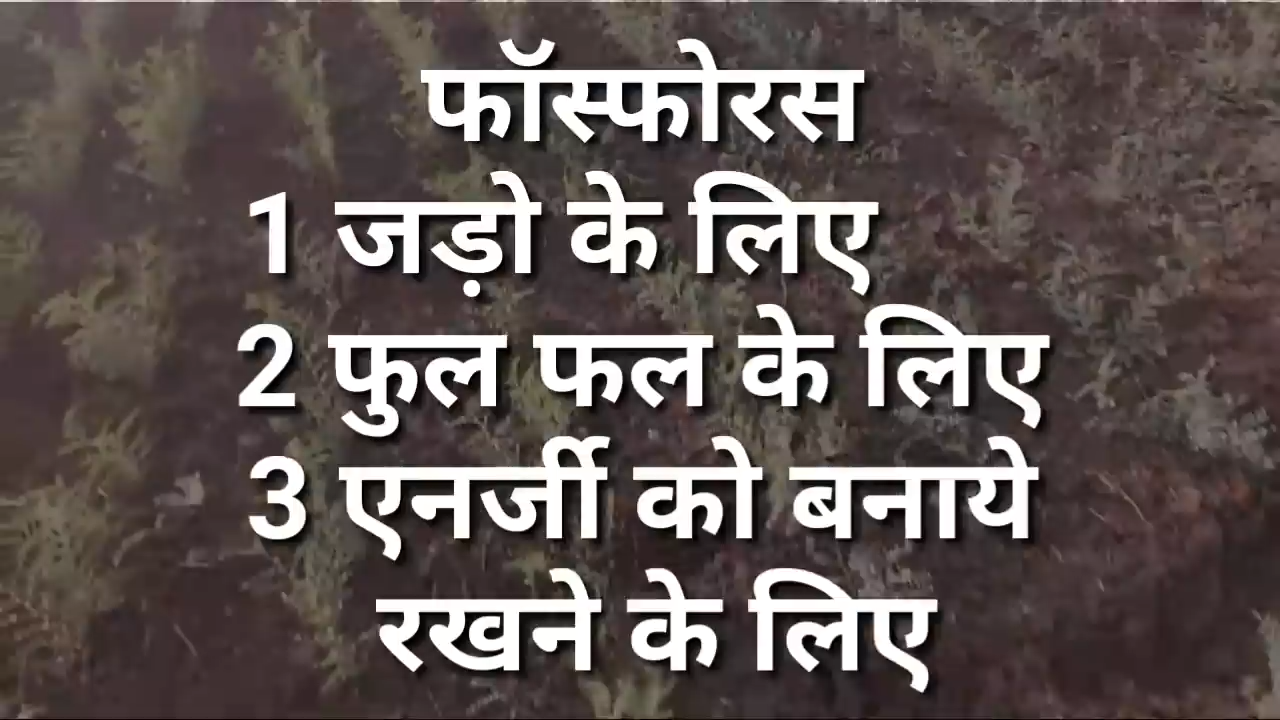 फॉस्फोरस
1 जड़ो के लिए
2 फुल फल के लिए
3 एनर्जी को बनाये
रखने के लिए